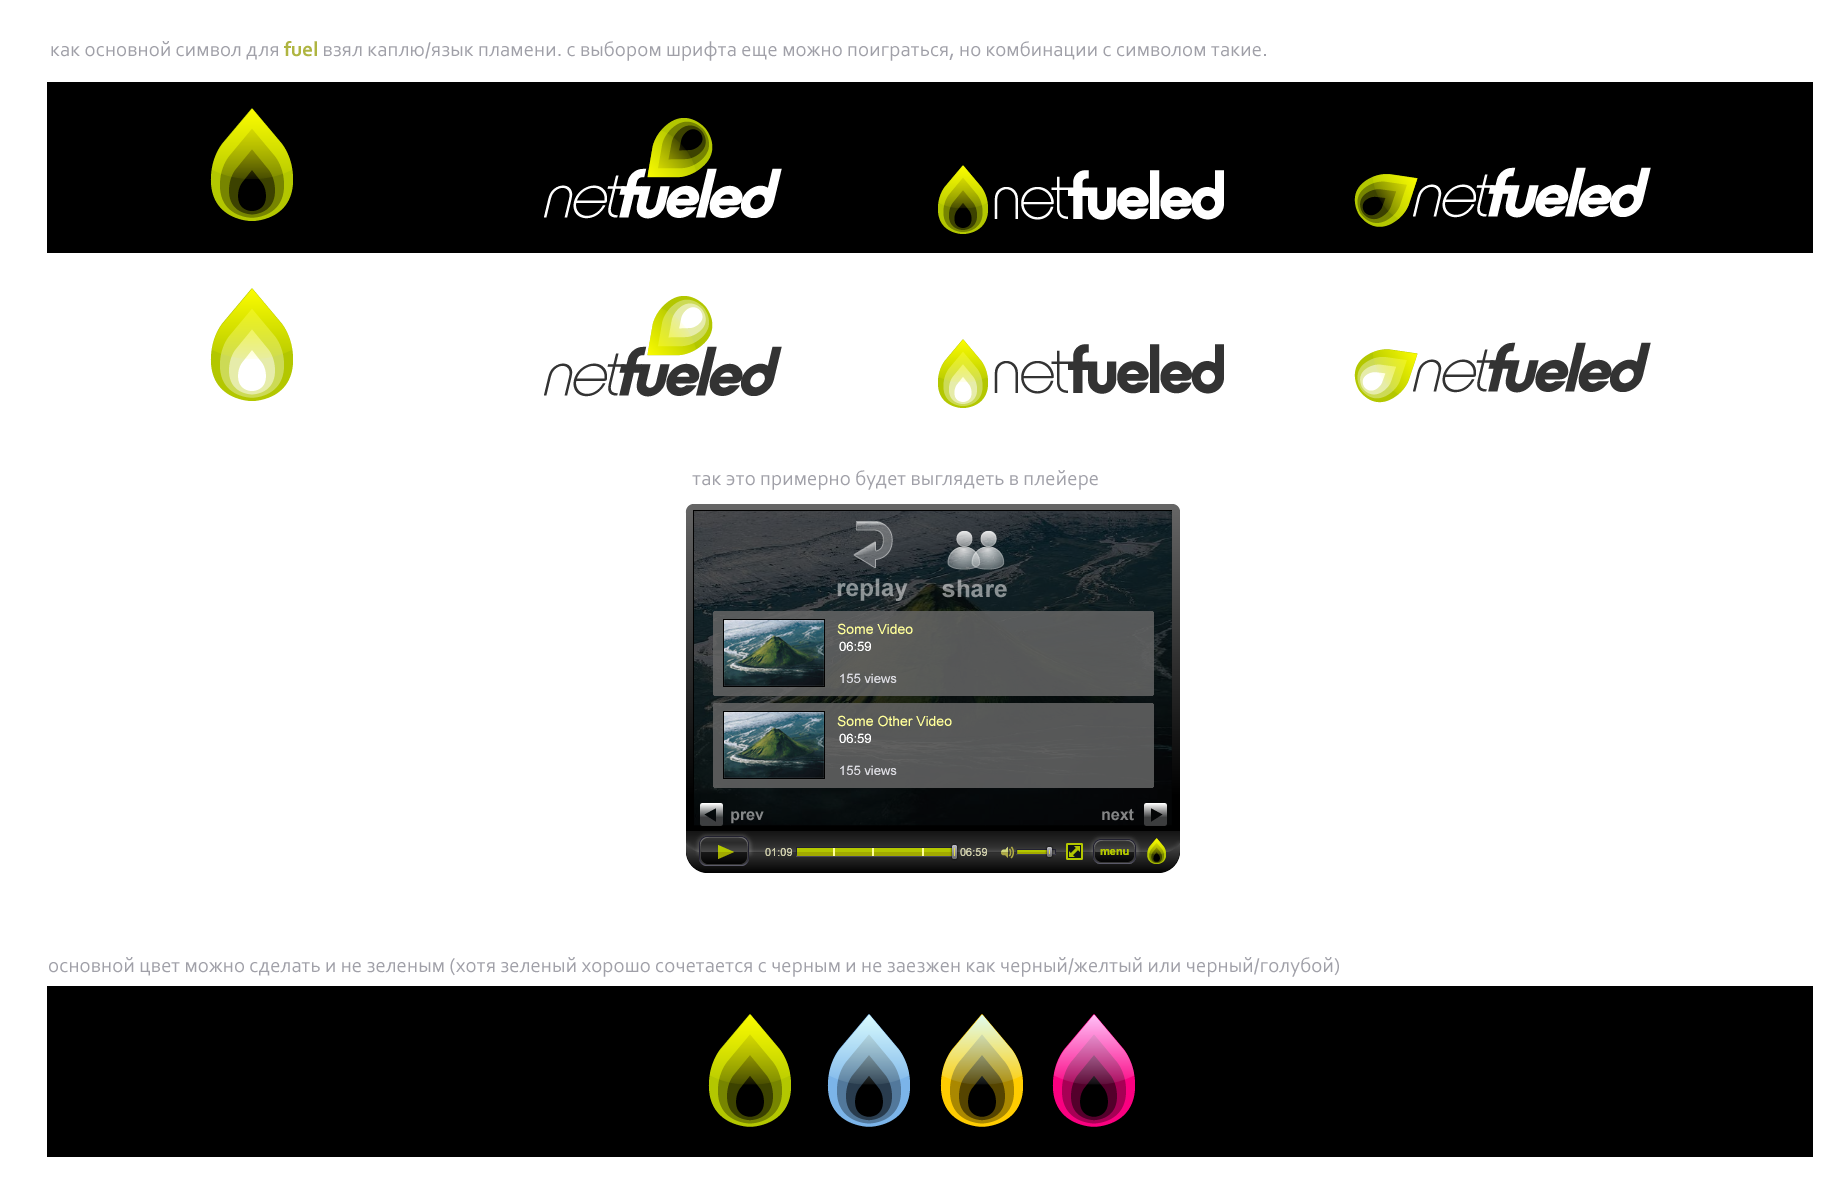 как основной символ для fuel взял каплю/язык пламени. с выбором шрифта еще можно поиграться, но комбинации с символом такие.
netfueled netfueled netfueled
netfueled netfueled netfueled
так это примерно будет выглядеть в плейере
replay share
Some Video
06:59
155 views
Some Other Video
06:59
155 views
prev next
01:09 06:59 menu
основной цвет можно сделать и не зеленым (хотя зеленый хорошо сочетается с черным и не заезжен как черный/желтый или черный/голубой)